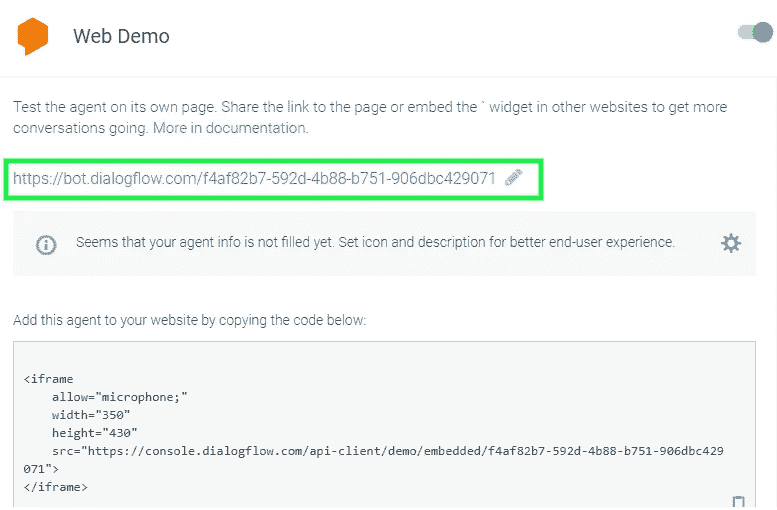 Web Demo
Test the agent on its own page. Share the link to the page or embed the ` widget in other websites to get more
conversations going. More in documentation.
https://bot.dialogflow.com/f4af82b7-592d-4b88-b751-906dbc429071
Seems that your agent info is not filled yet. Set icon and description for better end-user experience.
Add this agent to your website by copying the code below:
<iframe
    allow="microphone;"
    width="350"
    height="430"
    src="https://console.dialogflow.com/api-client/demo/embedded/f4af82b7-592d-4b88-b751-906dbc429
071">
</iframe>